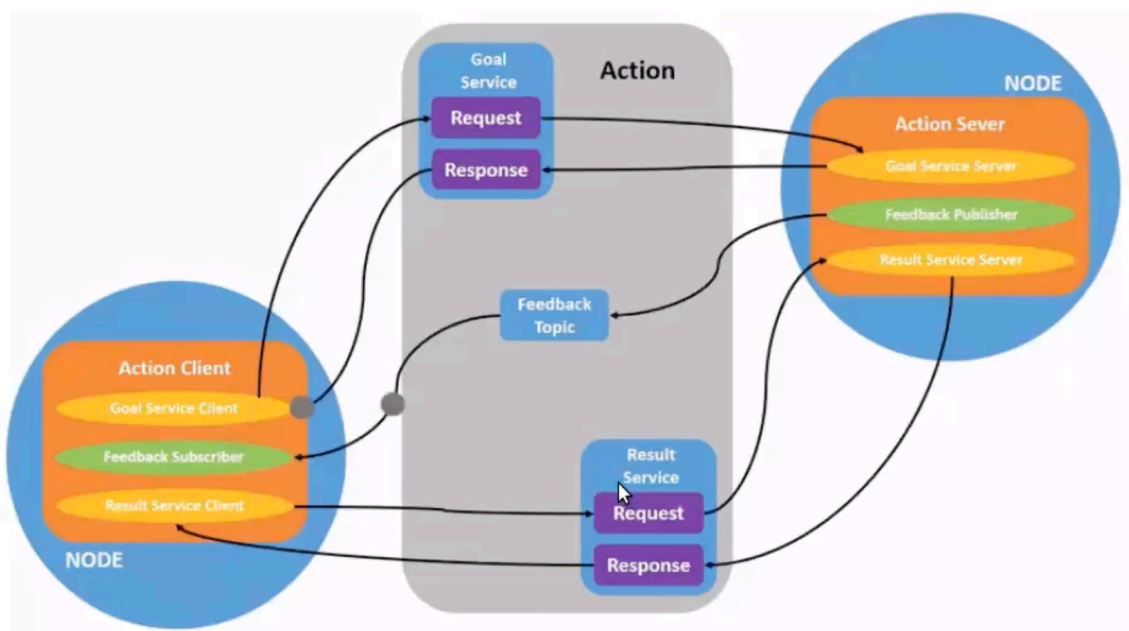 Goal
Service
Request
Response
Action
NODE
Action Sever
Goal Service Server
Feedback Publisher
Result Service Server
Feedback
Topic
Action Client
Goal Service Client
Feedback Subscriber
Result Service Client
NODE
Result
Service
Request
Response